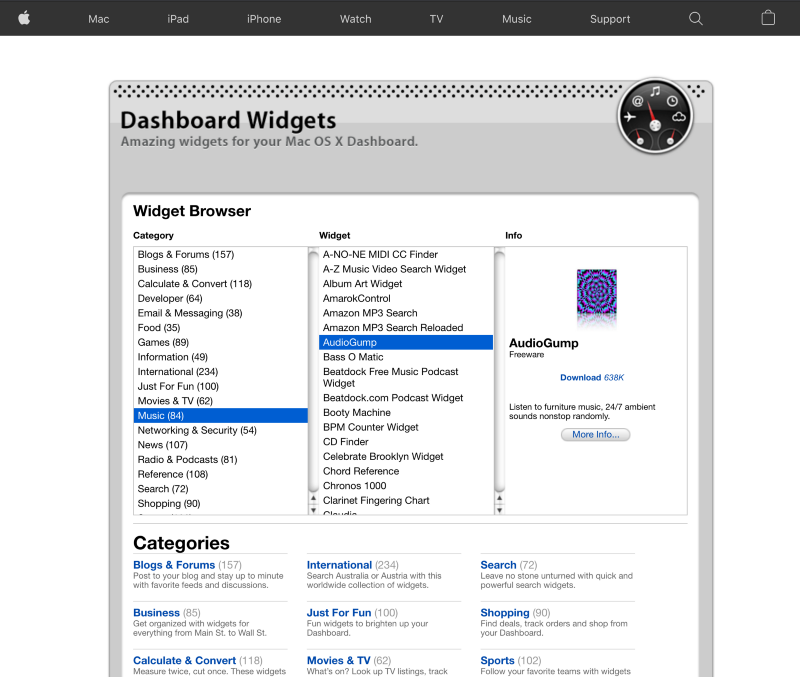 Mac iPad iPhone Watch TV Music Support
Dashboard Widgets
Amazing widgets for your Mac OS X Dashboard.
Widget Browser
Category
Blogs & Forums (157)
Business (85)
Calculate & Convert (118)
Developer (64)
Email & Messaging (38)
Food (35)
Games (89)
Information (49)
International (234)
Just For Fun (100)
Movies & TV (62)
Music (84)
Networking & Security (54)
News (107)
Radio & Podcasts (81)
Reference (108)
Search (72)
Shopping (90)
Widget
A-NO-NE MIDI CC Finder
A-Z Music Video Search Widget
Album Art Widget
AmarokControl
Amazon MP3 Search
Amazon MP3 Search Reloaded
AudioGump
Bass O Matic
Beatdock Free Music Podcast
Widget
Beatdock.com Podcast Widget
Booty Machine
BPM Counter Widget
CD Finder
Celebrate Brooklyn Widget
Chord Reference
Chronos 1000
Clarinet Fingering Chart
Info
AudioGump
Freeware
Download 638K
Listen to furniture music, 24/7 ambient
sounds nonstop randomly.
More Info...
Categories
Blogs & Forums (157)
Post to your blog and stay up to minute
with favorite feeds and discussions.
International (234)
Search Australia or Austria with this
worldwide collection of widgets.
Search (72)
Leave no stone unturned with quick and
powerful search widgets.
Business (85)
Get organized with widgets for
everything from Main St. to Wall St.
Just For Fun (100)
Fun widgets to brighten up your
Dashboard.
Shopping (90)
Find deals, track orders and shop from
your Dashboard.
Calculate & Convert (118)
Measure twice, cut once. These widgets
Movies & TV (62)
What's on? Look up TV listings, track
Sports (102)
Follow your favorite teams with widgets